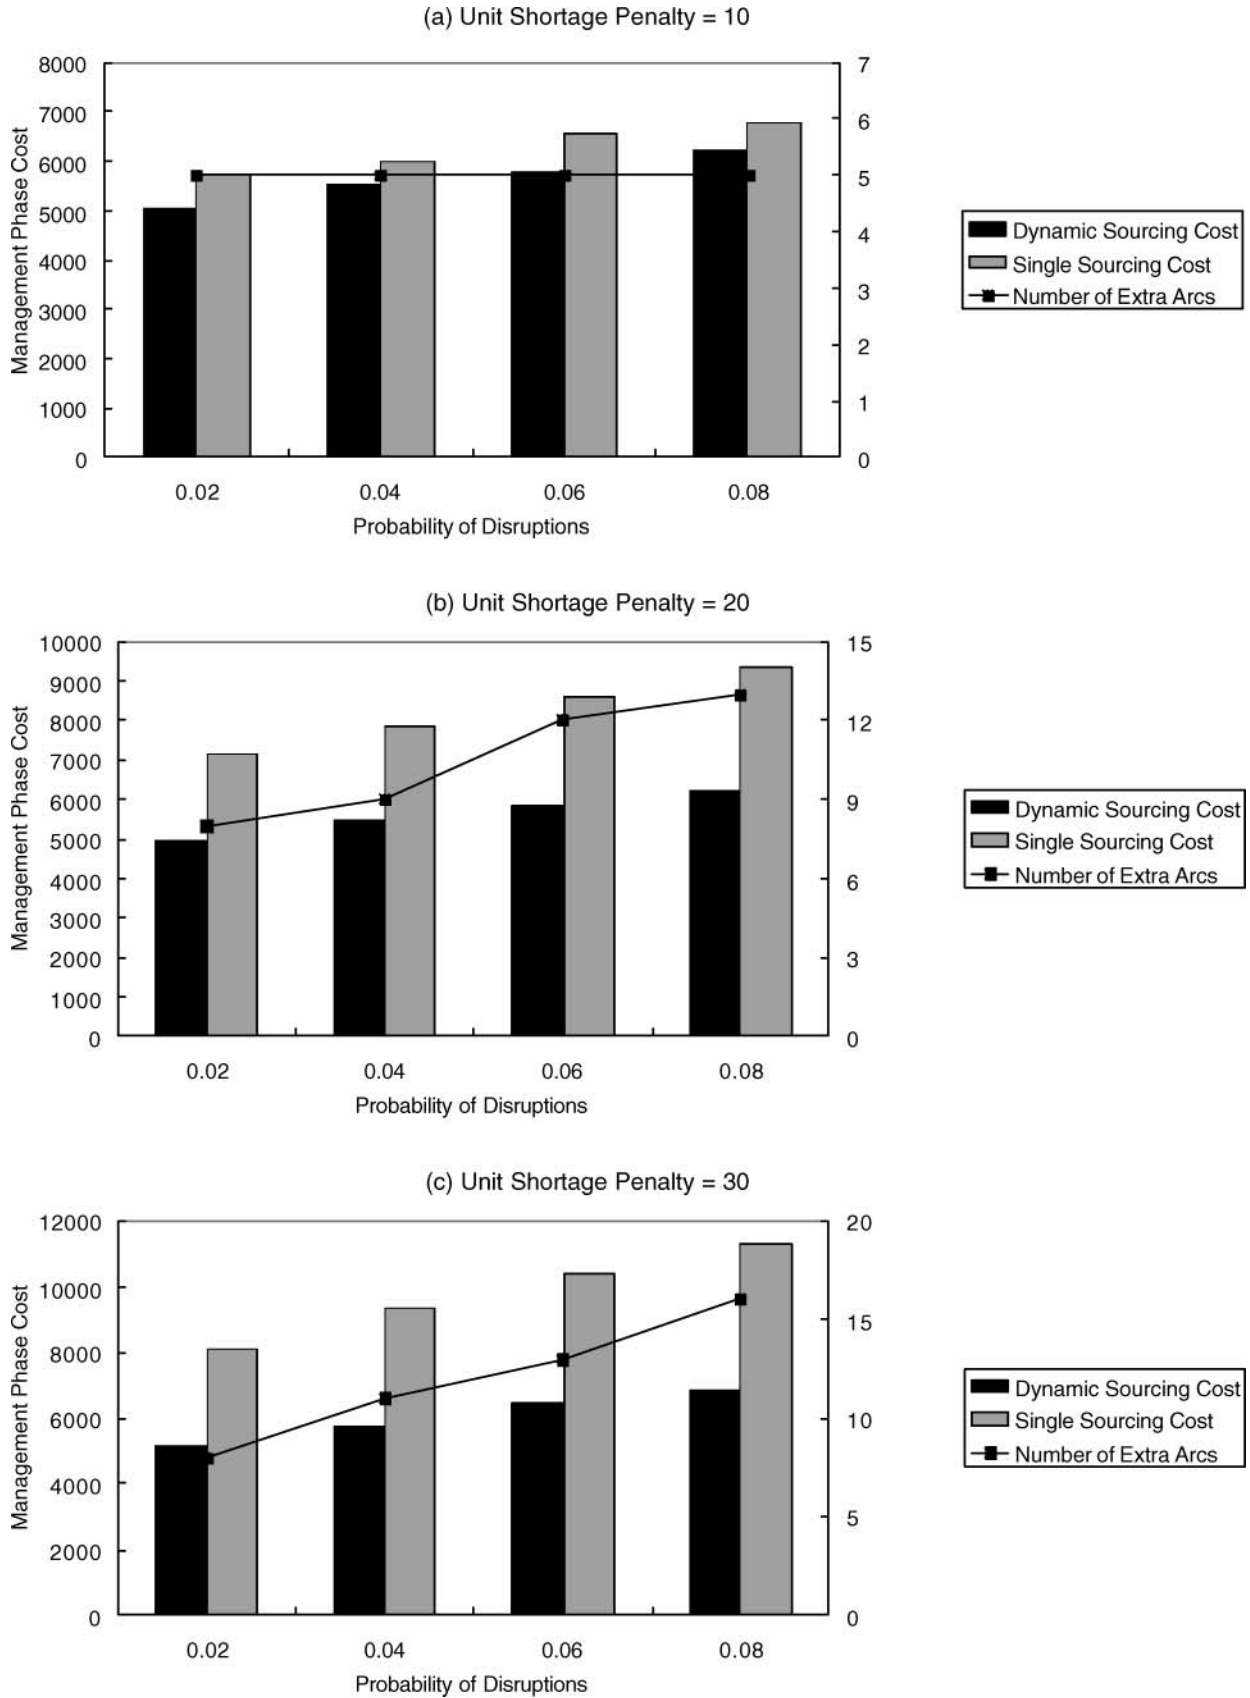 (a) Unit Shortage Penalty = 10
8000
7000
6000
5000
4000
3000
2000
1000
0
Management Phase Cost
7
6
5
4
3
2
1
0
0.02 0.04 0.06 0.08
Probability of Disruptions
Dynamic Sourcing Cost
Single Sourcing Cost
Number of Extra Arcs
(b) Unit Shortage Penalty = 20
10000
9000
8000
7000
6000
5000
4000
3000
2000
1000
0
Management Phase Cost
15
12
9
6
3
0
0.02 0.04 0.06 0.08
Probability of Disruptions
Dynamic Sourcing Cost
Single Sourcing Cost
Number of Extra Arcs
(c) Unit Shortage Penalty = 30
12000
10000
8000
6000
4000
2000
0
Management Phase Cost
20
15
10
5
0
0.02 0.04 0.06 0.08
Probability of Disruptions
Dynamic Sourcing Cost
Single Sourcing Cost
Number of Extra Arcs